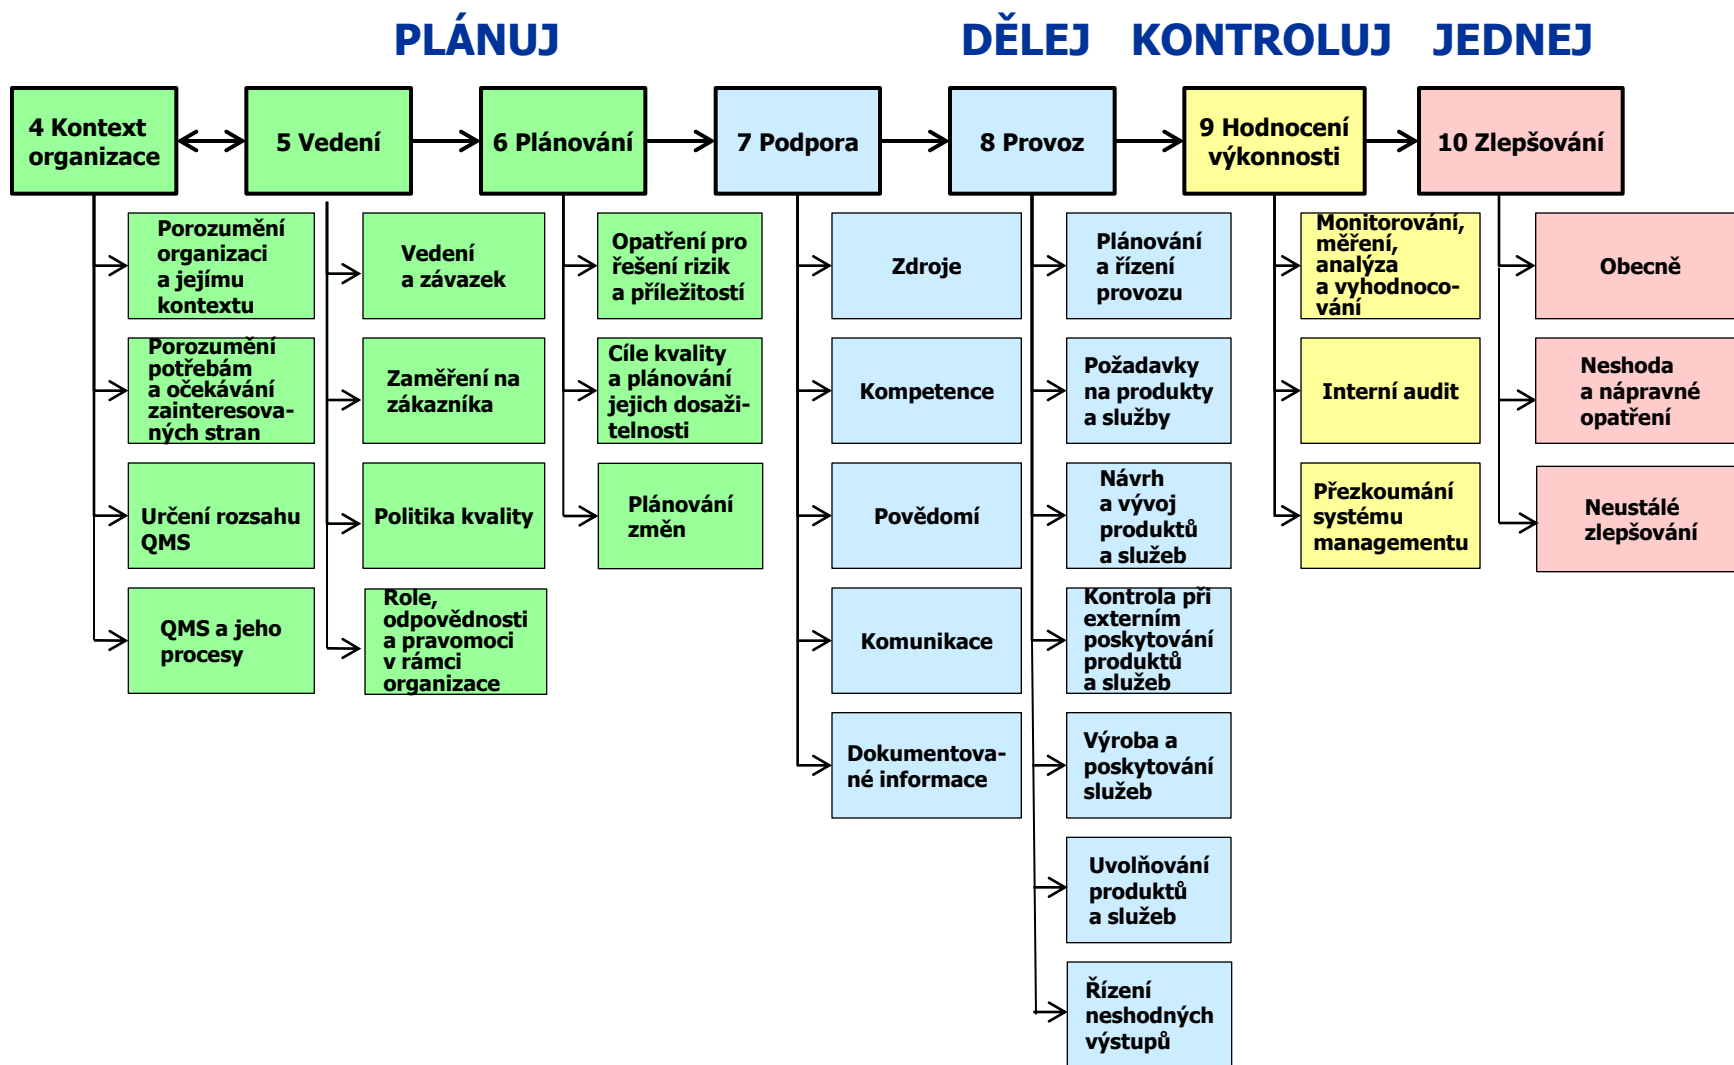 PLÁNUJ
DĚLEJ
KONTROLUJ
JEDNEJ
4 Kontext
organizace
5 Vedení
6 Plánování
7 Podpora
8 Provoz
9 Hodnocení
výkonnosti
10 Zlepšování
Porozumění
organizaci
a jejímu
kontextu
Porozumění
potřebám
a očekávání
zainteresova-
ných stran
Určení rozsahu
QMS
QMS a jeho
procesy
Vedení
a závazek
Zaměření na
zákazníka
Politika kvality
Role,
odpovědnosti
a pravomoci
v rámci
organizace
Opatření pro
řešení rizik
a příležitostí
Cíle kvality
a plánování
jejich dosaži-
telnosti
Plánování
změn
Zdroje
Kompetence
Povědomí
Komunikace
Dokumentova-
né informace
Plánování
a řízení
provozu
Požadavky
na produkty
a služby
Návrh
a vývoj
produktů
a služeb
Kontrola při
externím
poskytování
produktů
a služeb
Výroba a
poskytování
služeb
Uvolňování
produktů
a služeb
Řízení
neshodných
výstupů
Monitorování,
měření,
analýza
a vyhodnoco-
vání
Interní audit
Přezkoumání
systému
managementu
Obecně
Neshoda
a nápravné
opatření
Neustálé
zlepšování